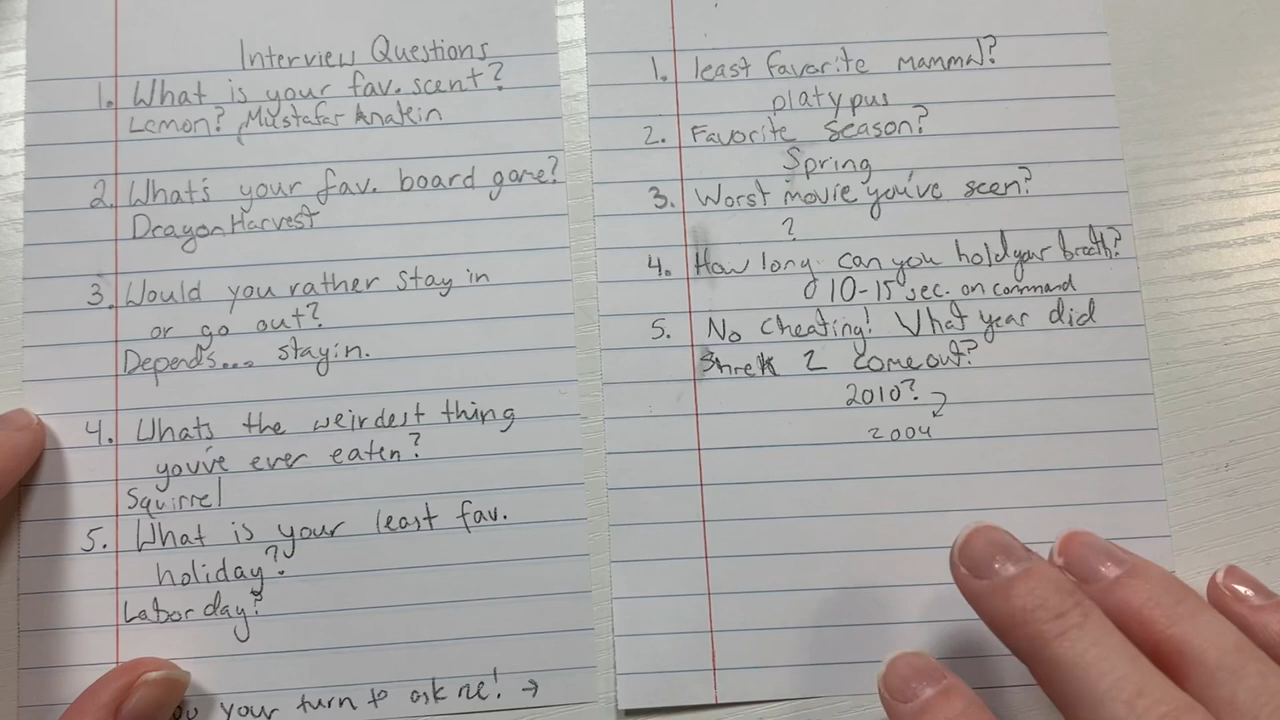 Interview Questions
1. What is your fav. scent?
Lemon? Mustafar Anakin
2. What's your fav. board game?
Dragon Harvest
3. Would you rather stay in
or go out?
Depends... stay in.
4. Whats the weirdest thing
you've ever eaten?
Squirrel
5. What is your least fav.
holiday?
Labor day?
your turn to ask me! →
1. least favorite mammal?
platypus
2. Favorite season?
Spring
3. Worst movie you've seen?
?
4. How long can you hold your breath?
10-15 sec. on command
5. No cheating! What year did
Shrek 2 come out?
2010?
2004